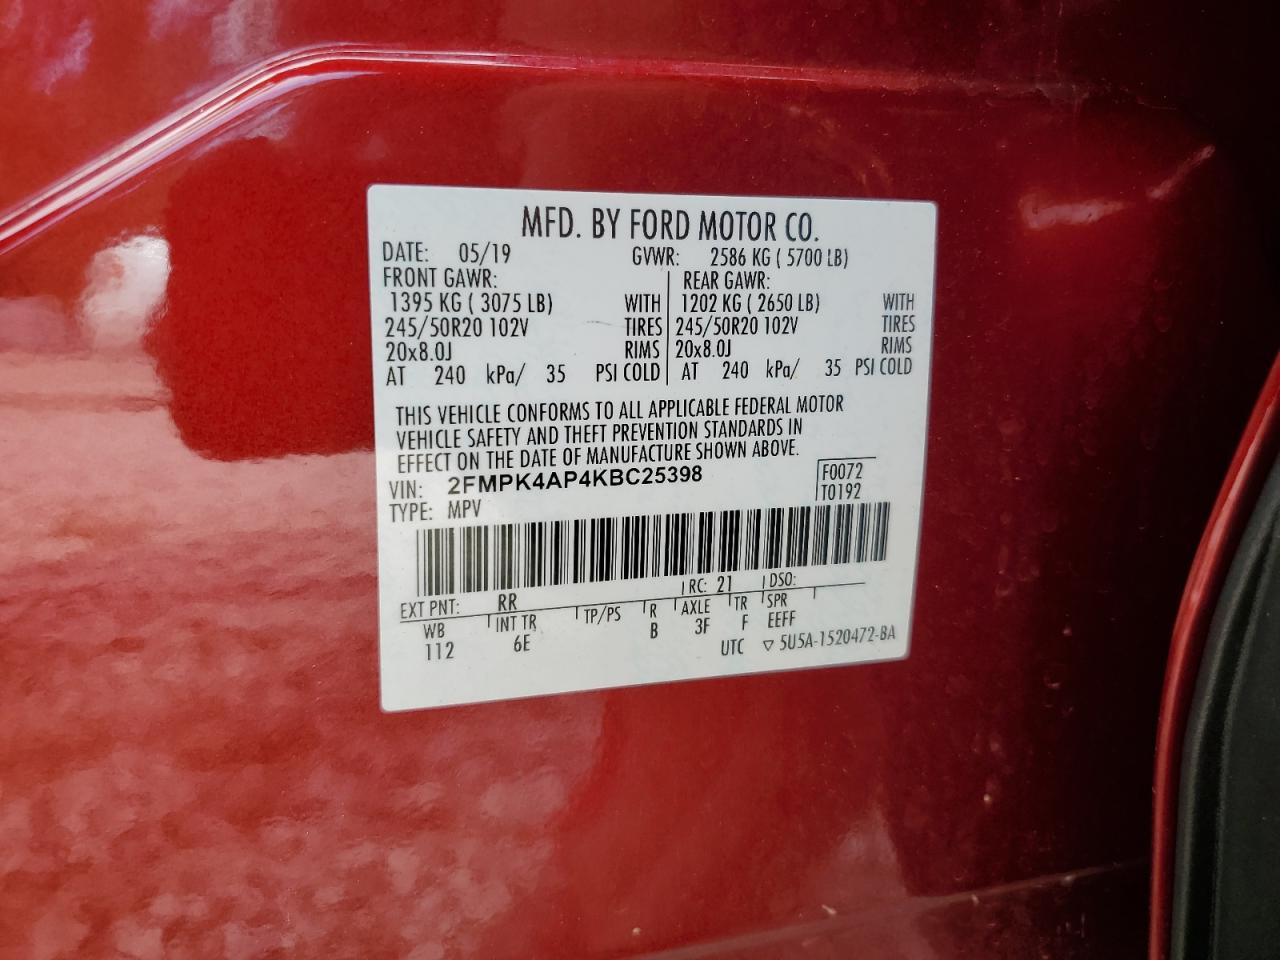 MFD. BY FORD MOTOR CO.
DATE: 05/19 GVWR: 2586 KG ( 5700 LB)
FRONT GAWR: REAR GAWR:
1395 KG ( 3075 LB) WITH 1202 KG ( 2650 LB) WITH
245/50R20 102V TIRES 245/50R20 102V TIRES
20x8.0J RIMS 20x8.0J RIMS
AT 240 kPa/ 35 PSI COLD AT 240 kPa/ 35 PSI COLD
THIS VEHICLE CONFORMS TO ALL APPLICABLE FEDERAL MOTOR
VEHICLE SAFETY AND THEFT PREVENTION STANDARDS IN
EFFECT ON THE DATE OF MANUFACTURE SHOWN ABOVE.
VIN: 2FMPK4AP4KBC25398 F0072
TYPE: MPV T0192
EXT PNT: RR RC: 21 DSO:
WB INT TR TP/PS R AXLE TR SPR
112 6E B 3F F EEFF
UTC ▽ 5U5A-1520472-BA